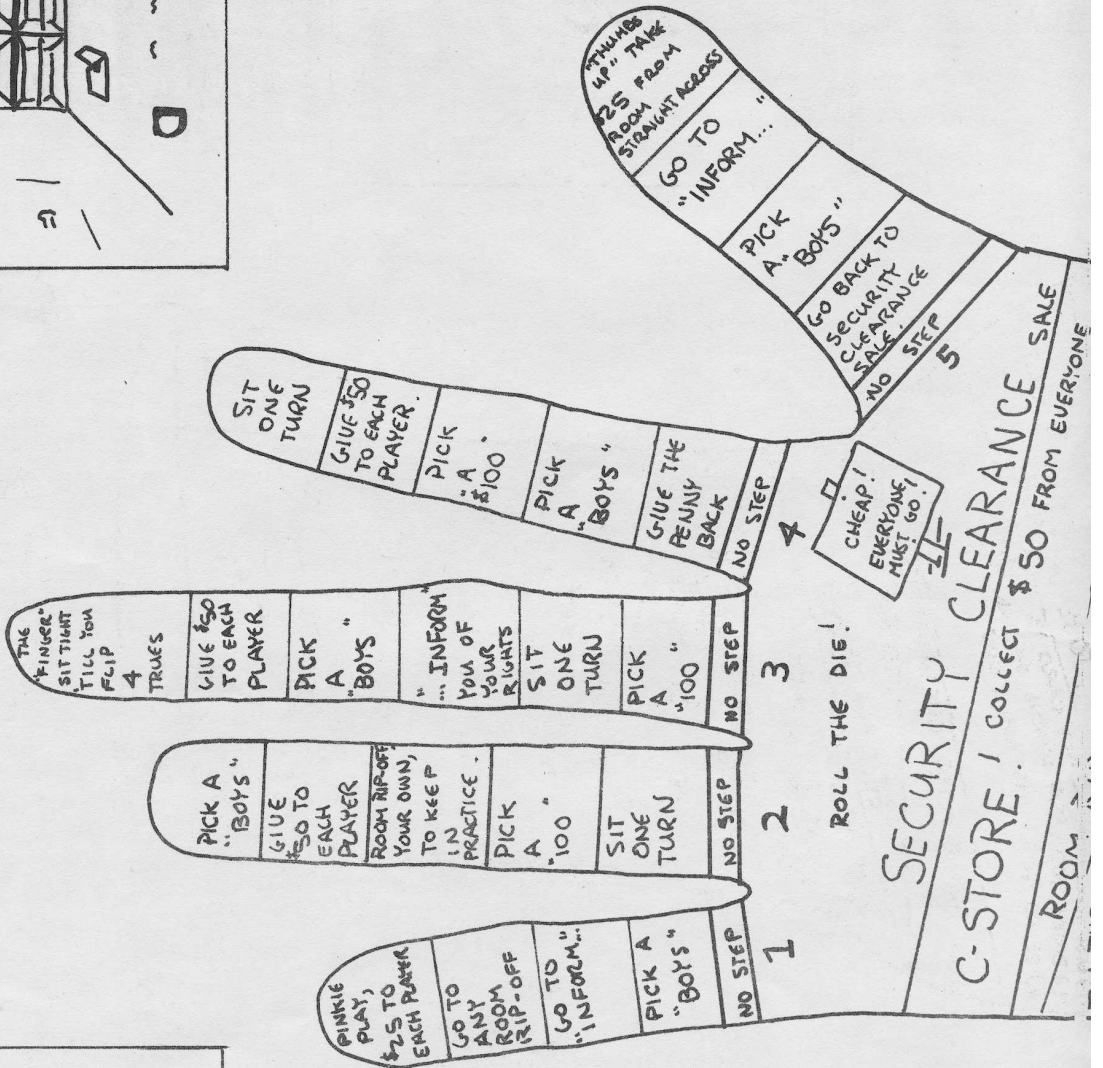 "THUMBS
UP" TAKE
$25 FROM
ROOM
STRAIGHT ACROSS
GO TO
"INFORM..."
PICK
A "BOYS"
GO BACK TO
SECURITY
CLEARANCE
SALE.
NO STEP
5
SIT
ONE
TURN
GIVE $50
TO EACH
PLAYER.
PICK
"A
$100"
PICK
A
"BOYS"
GIVE THE
PENNY
BACK
NO STEP
4
THE
"FINGER"
SIT TIGHT
TILL YOU
FLIP
4
TRUES
GIVE $50
TO EACH
PLAYER
PICK
A
"BOYS"
"...INFORM"
YOU OF
YOUR
RIGHTS
SIT
ONE
TURN
PICK
A
"100"
NO STEP
3
PICK A
"BOYS"
GIVE
$50 TO
EACH
PLAYER
ROOM RIP-OFF,
YOUR OWN,
TO KEEP
IN
PRACTICE.
PICK
A
"100"
SIT
ONE
TURN
NO STEP
2
PINKIE
PLAY,
$25 TO
EACH PLAYER
GO TO
ANY
ROOM
RIP-OFF
GO TO
"INFORM..."
PICK A
"BOYS"
NO STEP
1
ROLL THE DIE!
CHEAP!
EVERYONE
MUST GO!
SECURITY CLEARANCE SALE
C-STORE! COLLECT $50 FROM EVERYONE
ROOM